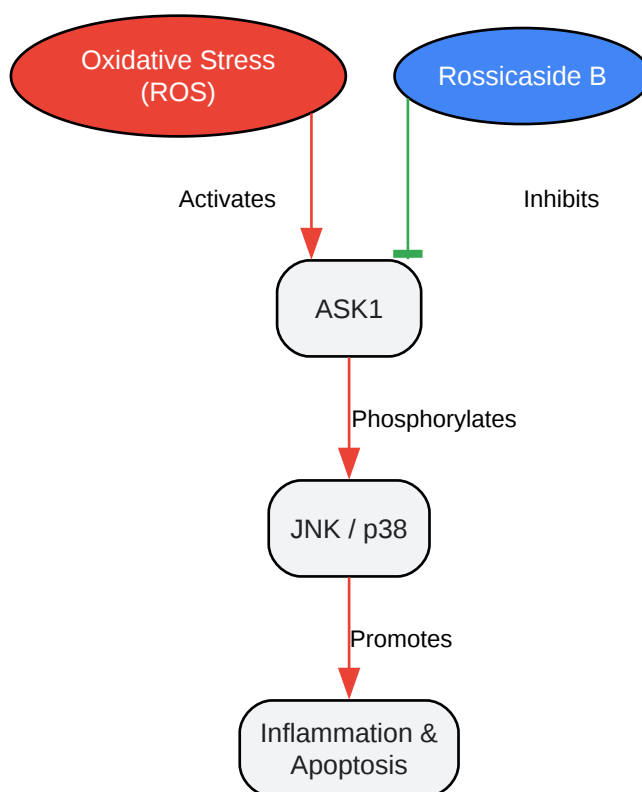 Oxidative Stress
(ROS)
Rossicaside B
Activates
Inhibits
ASK1
Phosphorylates
JNK / p38
Promotes
Inflammation &
Apoptosis